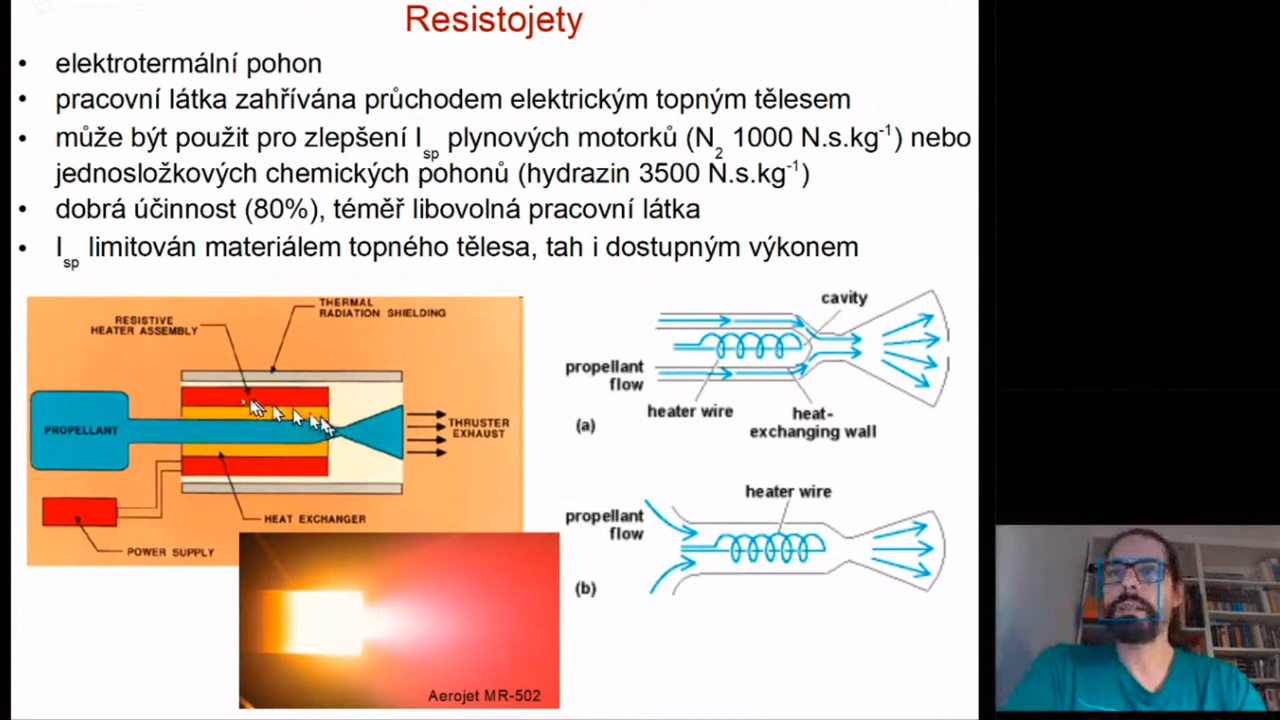 Resistojety
• elektrotermální pohon
• pracovní látka zahřívána průchodem elektrickým topným tělesem
• může být použit pro zlepšení Isp plynových motorků (N2 1000 N.s.kg-1) nebo
jednosložkových chemických pohonů (hydrazin 3500 N.s.kg-1)
• dobrá účinnost (80%), téměř libovolná pracovní látka
• Isp limitován materiálem topného tělesa, tah i dostupným výkonem
THERMAL
RADIATION SHIELDING
RESISTIVE
HEATER ASSEMBLY
PROPELLANT
THRUSTER
EXHAUST
HEAT EXCHANGER
POWER SUPPLY
cavity
propellant
flow
heater wire
heat-
exchanging wall
(a)
heater wire
propellant
flow
(b)
Aerojet MR-502